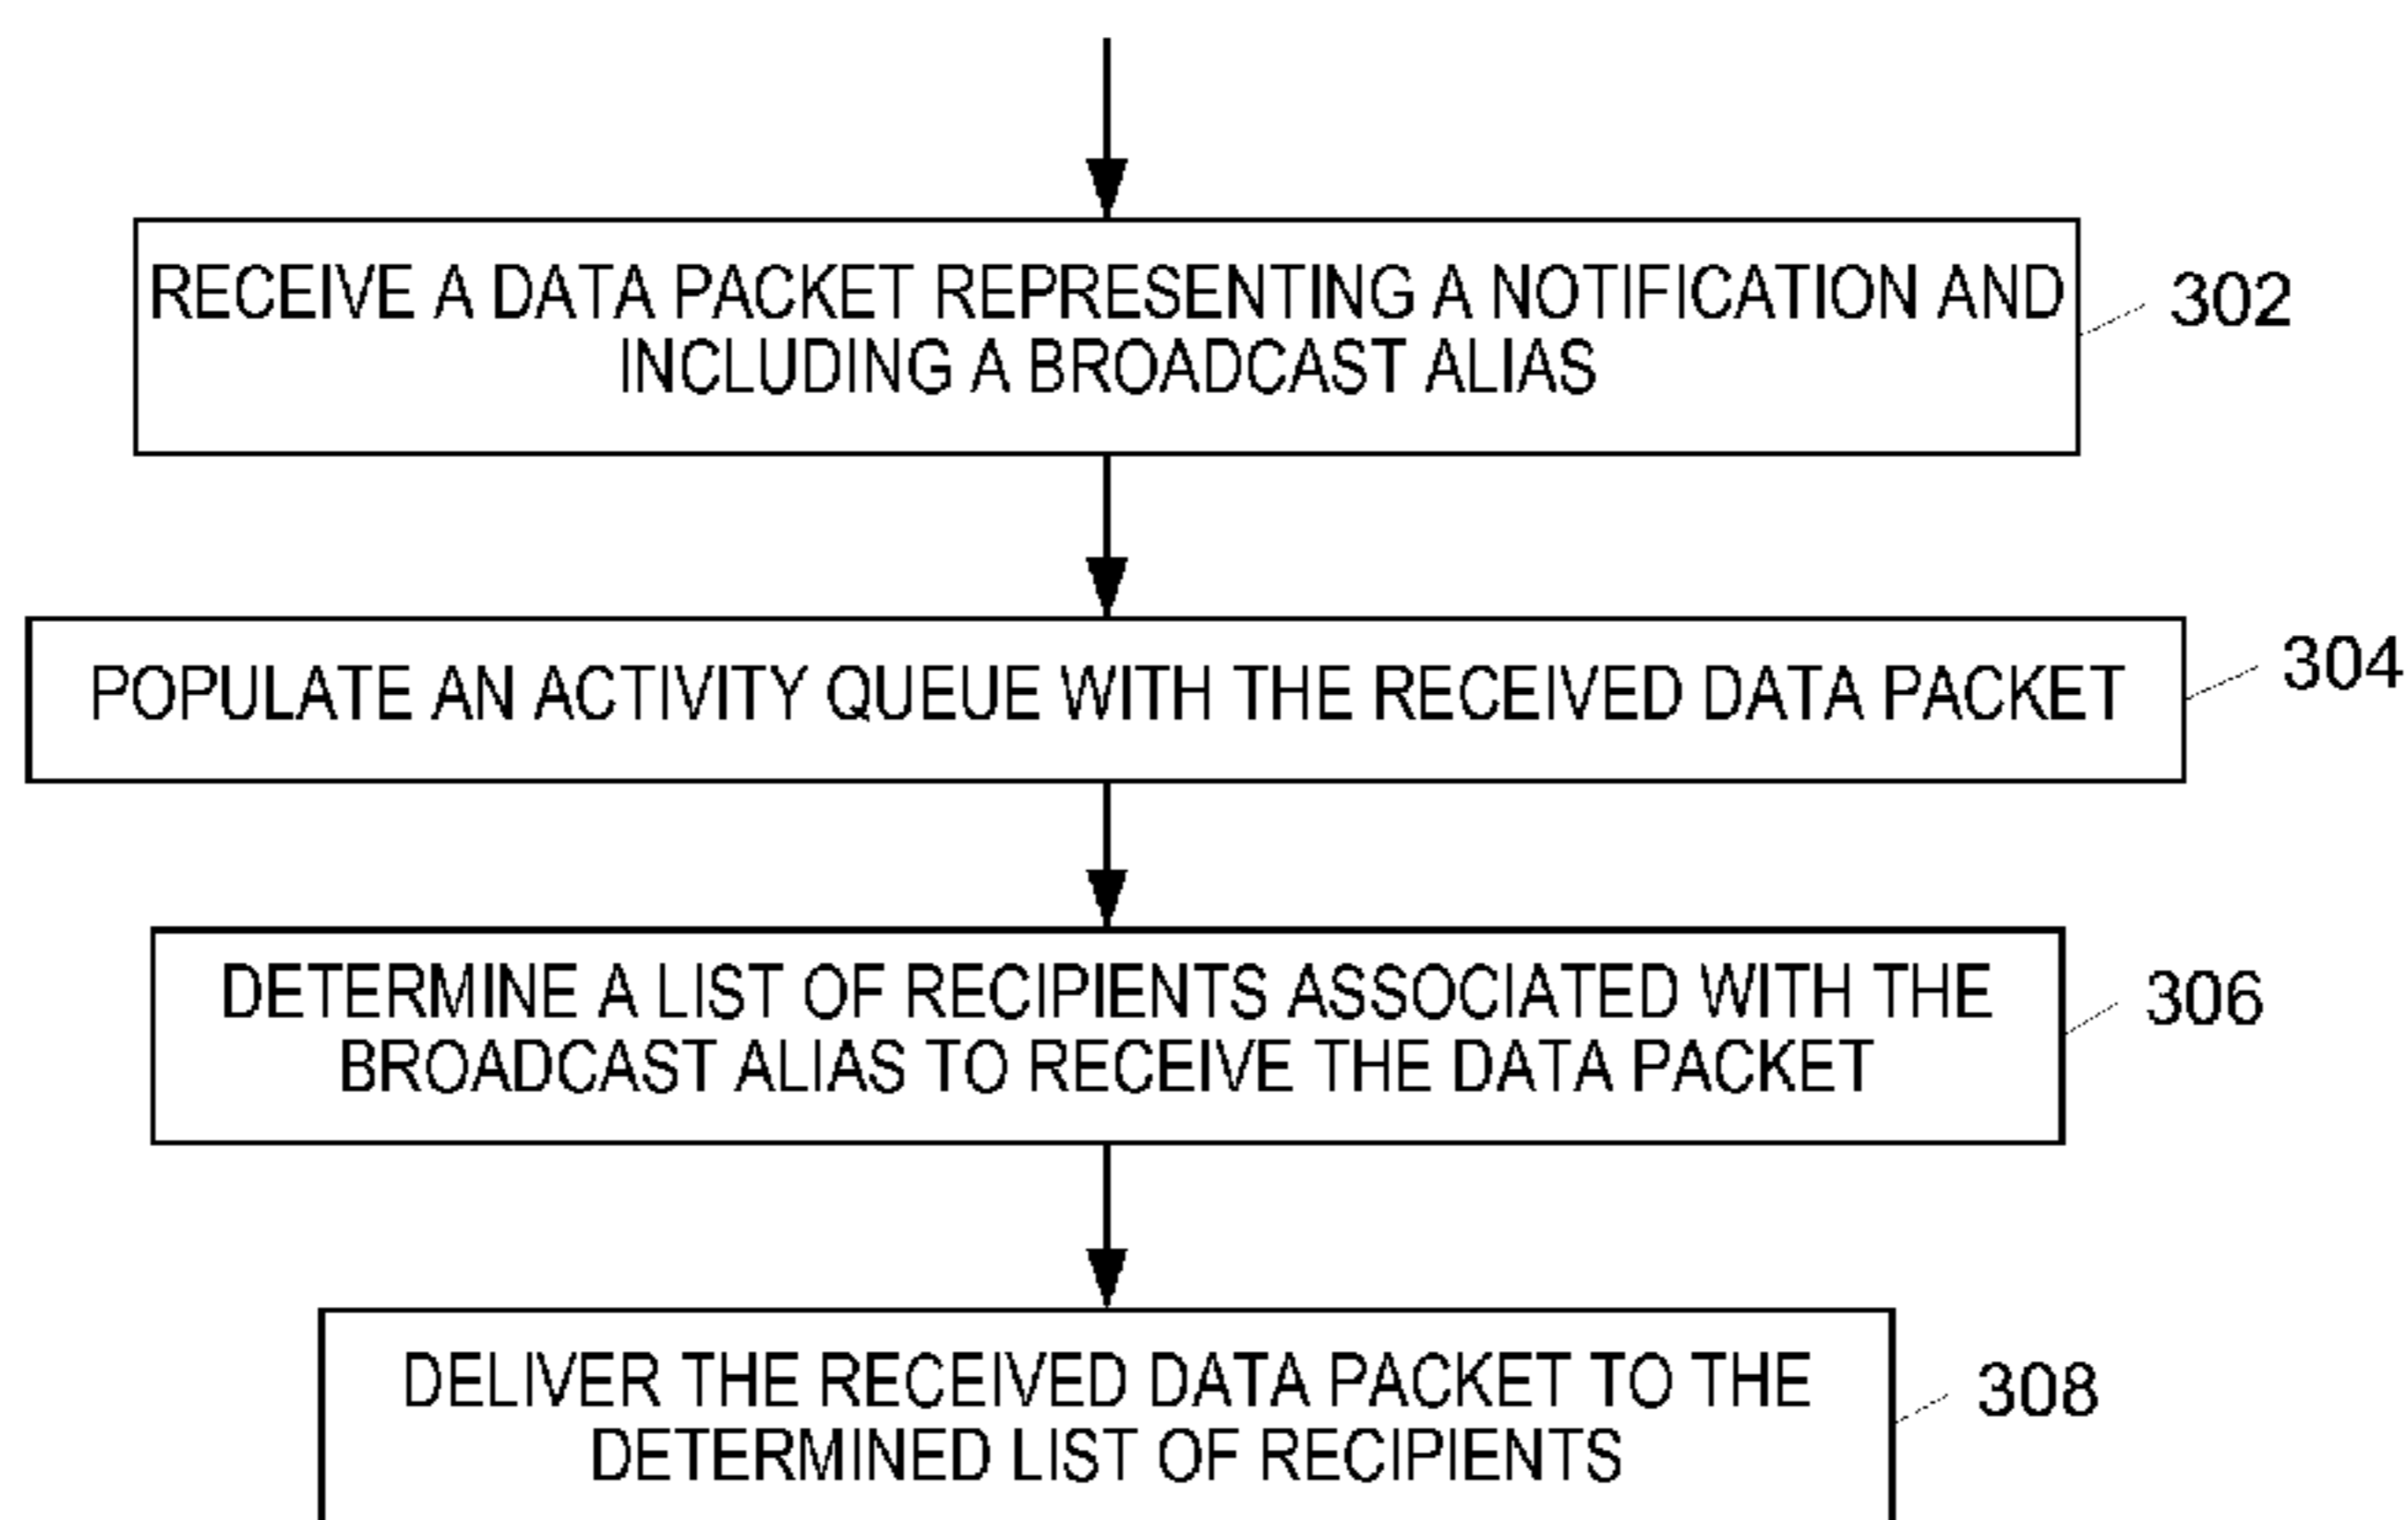 RECEIVE A DATA PACKET REPRESENTING A NOTIFICATION AND
INCLUDING A BROADCAST ALIAS
302
POPULATE AN ACTIVITY QUEUE WITH THE RECEIVED DATA PACKET
304
DETERMINE A LIST OF RECIPIENTS ASSOCIATED WITH THE
BROADCAST ALIAS TO RECEIVE THE DATA PACKET
306
DELIVER THE RECEIVED DATA PACKET TO THE
DETERMINED LIST OF RECIPIENTS
308